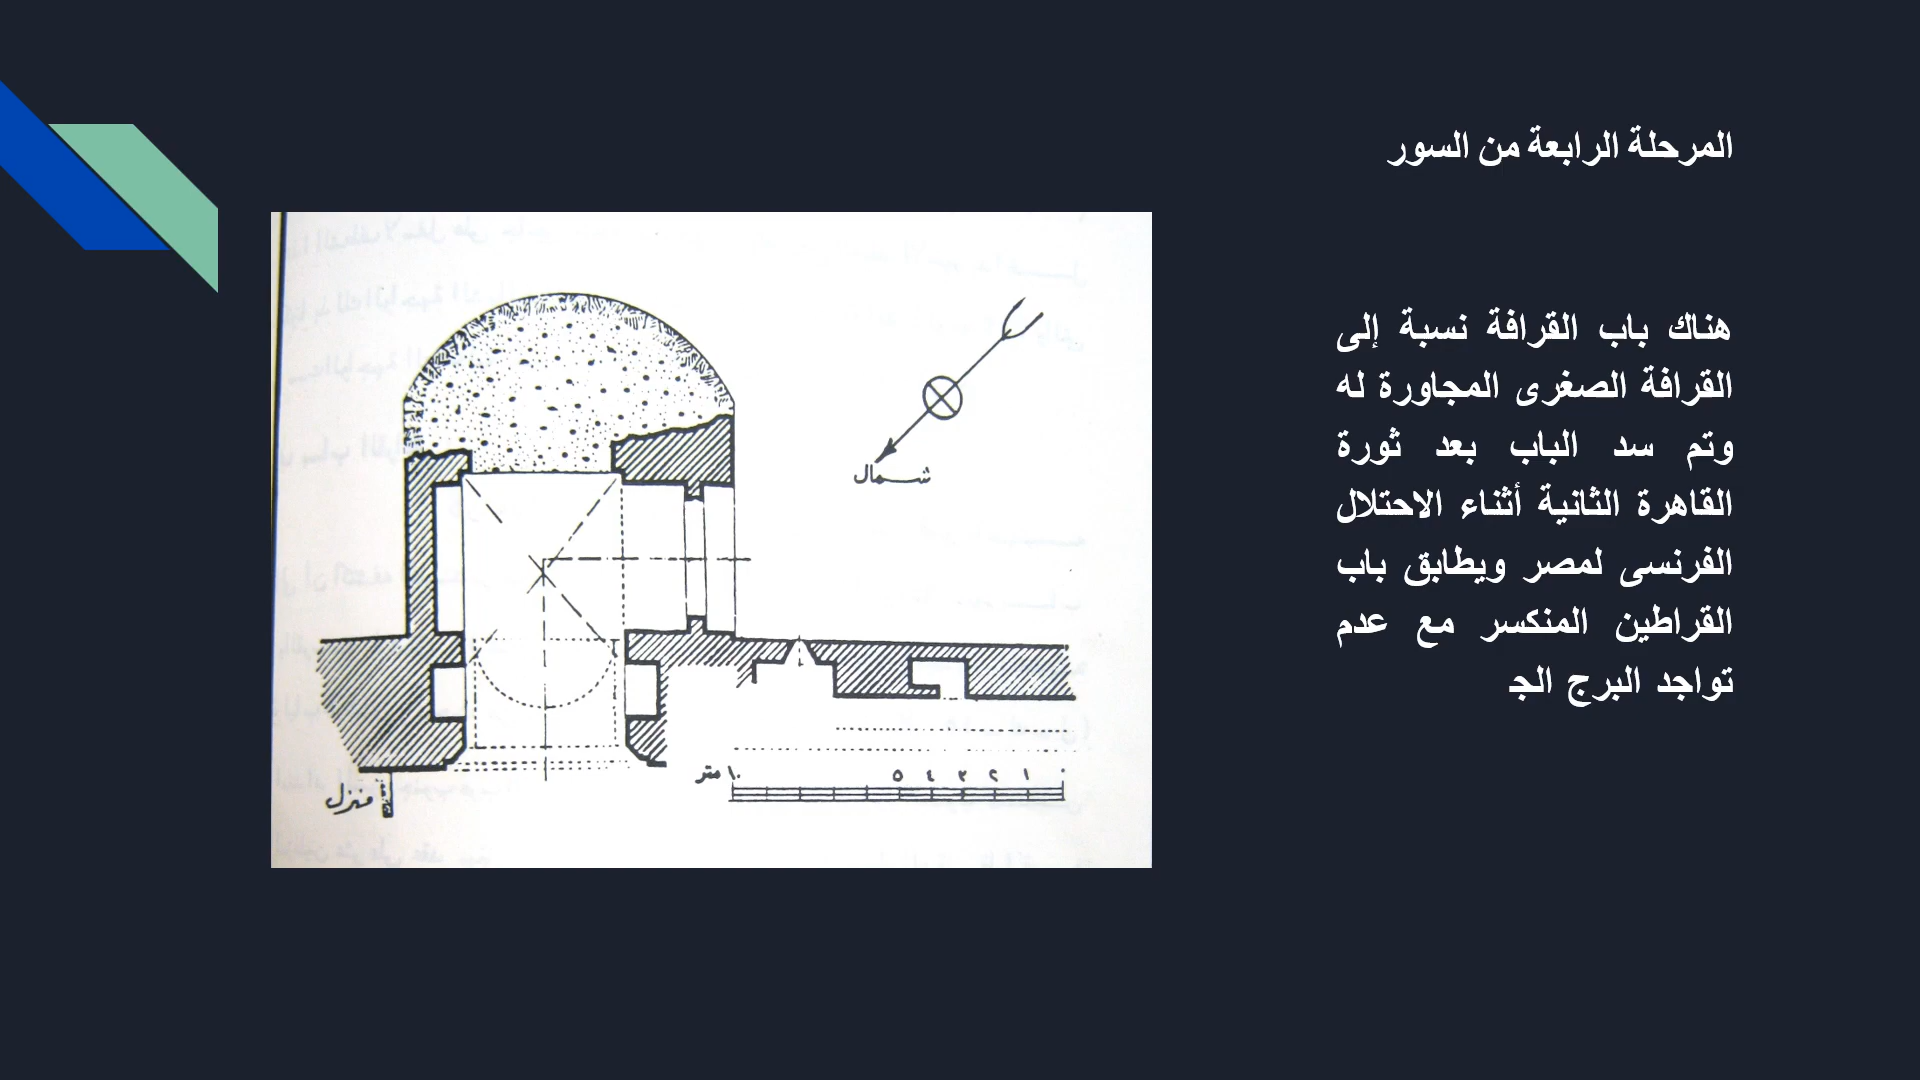 المرحلة الرابعة من السور
هناك باب القرافة نسبة إلى
القرافة الصغرى المجاورة له
وتم سد الباب بعد ثورة
القاهرة الثانية أثناء الاحتلال
الفرنسى لمصر ويطابق باب
القراطين المنكسر مع عدم
تواجد البرج الجـ
شمال
١٠ متر ٥ ٤ ٣ ٢ ١ ٠
منزل